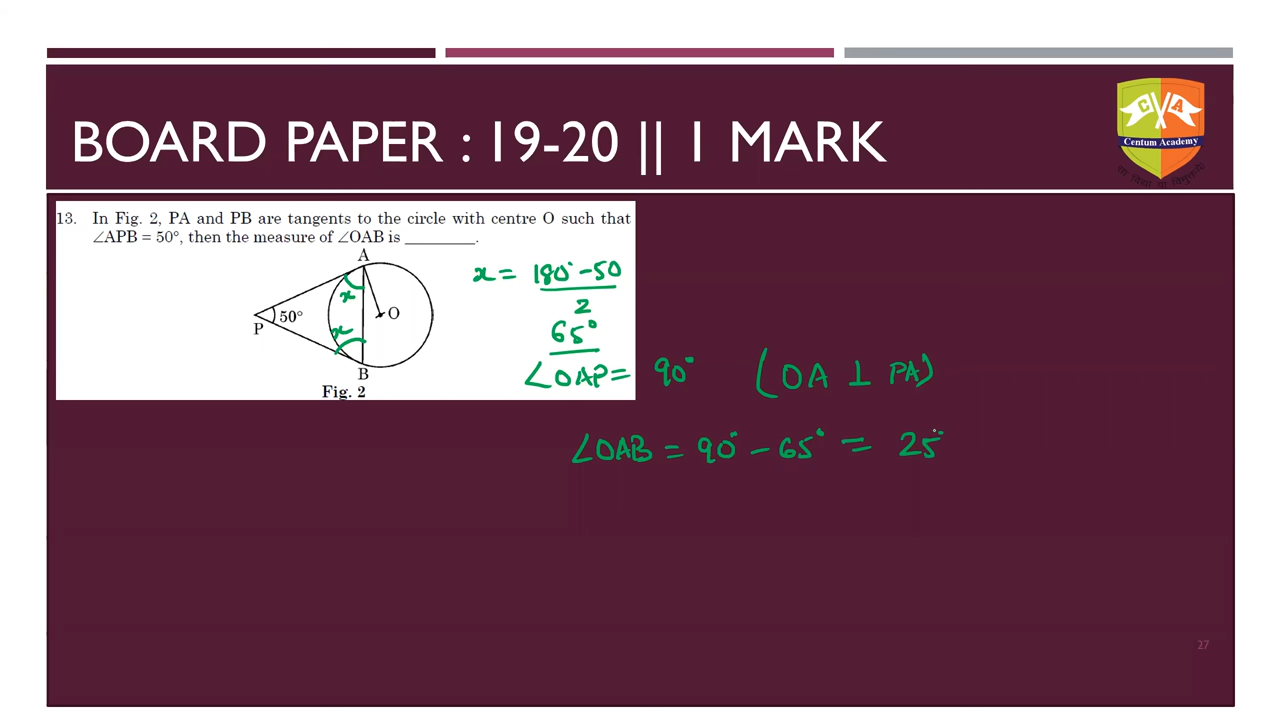 BOARD PAPER : 19-20 || 1 MARK
C A
Centum Academy
13. In Fig. 2, PA and PB are tangents to the circle with centre O such that
∠APB = 50°, then the measure of ∠OAB is ________.
A
x
P
50°
O
x
B
Fig. 2
x = 180° - 50
2
65°
∠OAP = 90° (OA ⊥ PA)
∠OAB = 90° - 65° = 25°
27